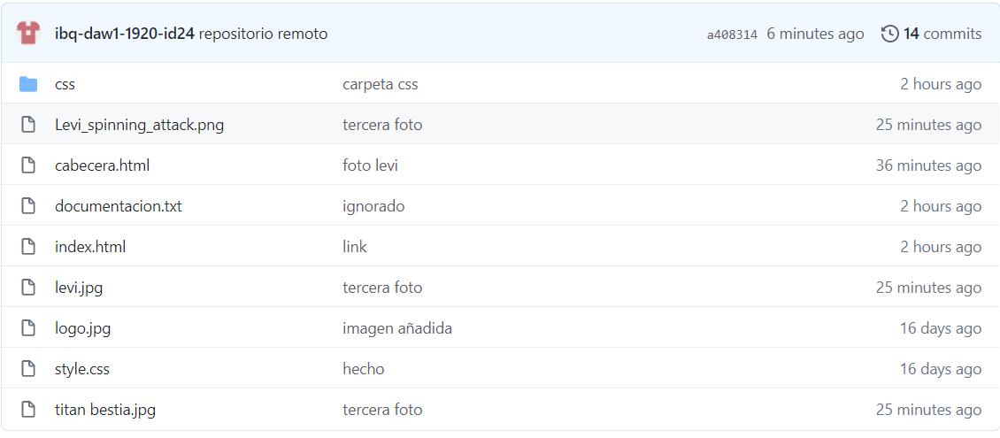 ibq-daw1-1920-id24 repositorio remoto a408314 6 minutes ago 14 commits
css carpeta css 2 hours ago
Levi_spinning_attack.png tercera foto 25 minutes ago
cabecera.html foto levi 36 minutes ago
documentacion.txt ignorado 2 hours ago
index.html link 2 hours ago
levi.jpg tercera foto 25 minutes ago
logo.jpg imagen añadida 16 days ago
style.css hecho 16 days ago
titan bestia.jpg tercera foto 25 minutes ago